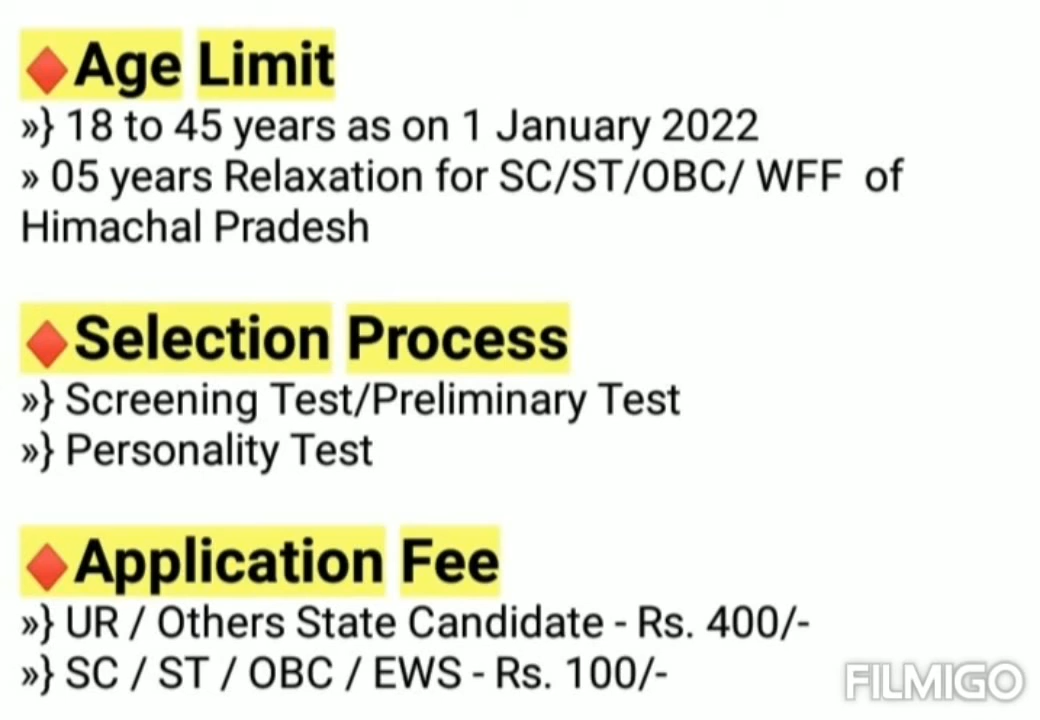 ♦Age Limit
»} 18 to 45 years as on 1 January 2022
» 05 years Relaxation for SC/ST/OBC/ WFF of
Himachal Pradesh
♦Selection Process
»} Screening Test/Preliminary Test
»} Personality Test
♦Application Fee
»} UR / Others State Candidate - Rs. 400/-
»} SC / ST / OBC / EWS - Rs. 100/-
FILMIGO